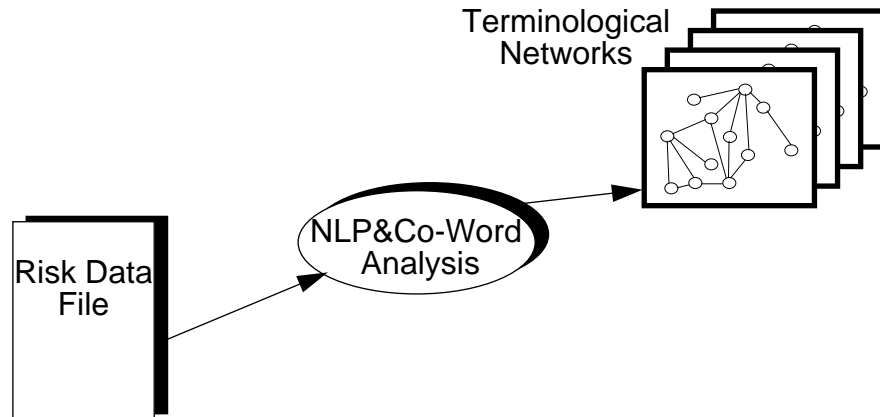 Terminological
Networks
NLP&Co-Word
Analysis
Risk Data
File